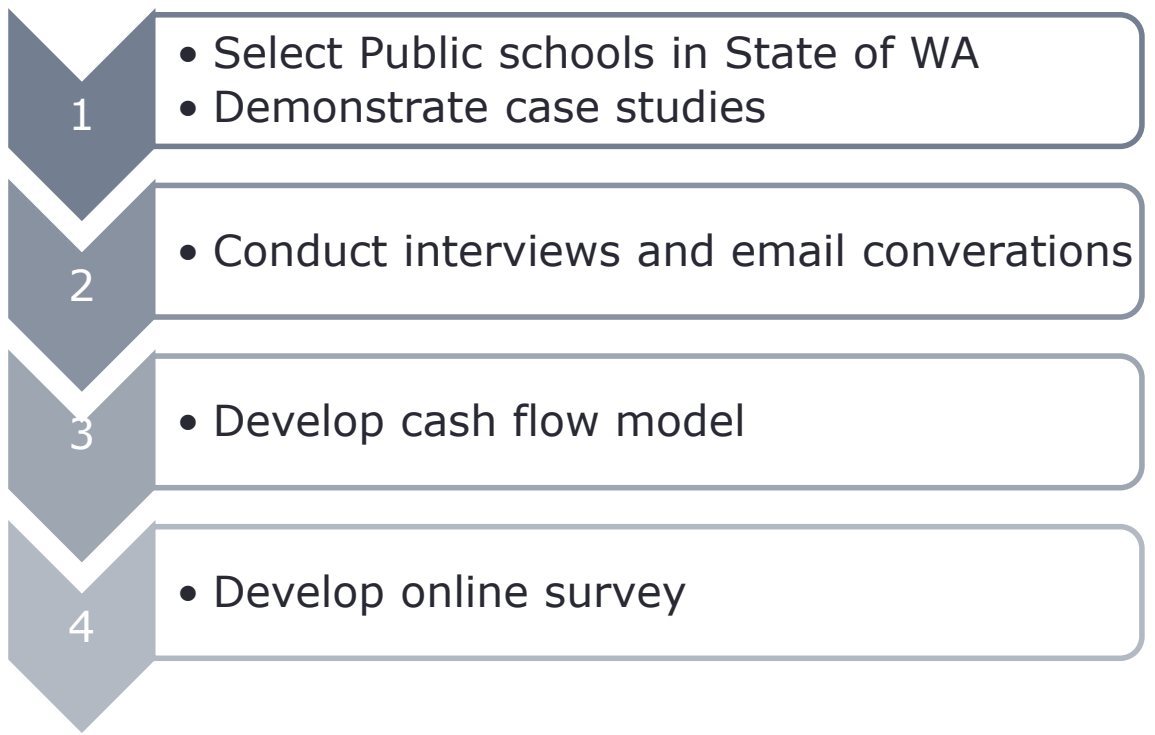 1
• Select Public schools in State of WA
• Demonstrate case studies
2
• Conduct interviews and email converations
3
• Develop cash flow model
4
• Develop online survey